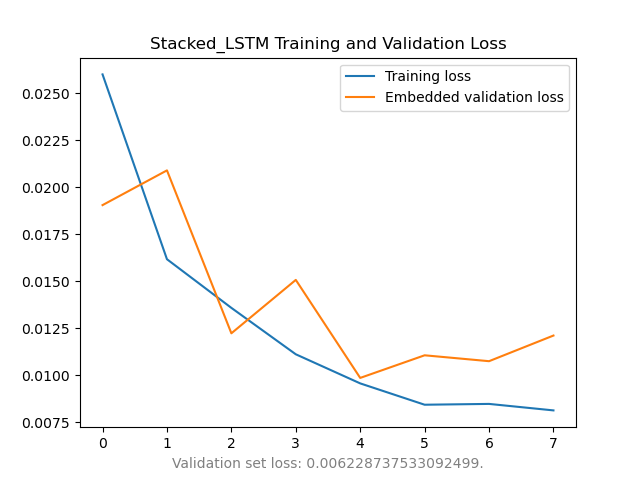 Stacked_LSTM Training and Validation Loss
Training loss
Embedded validation loss
0.0250
0.0225
0.0200
0.0175
0.0150
0.0125
0.0100
0.0075
0 1 2 3 4 5 6 7
Validation set loss: 0.006228737533092499.